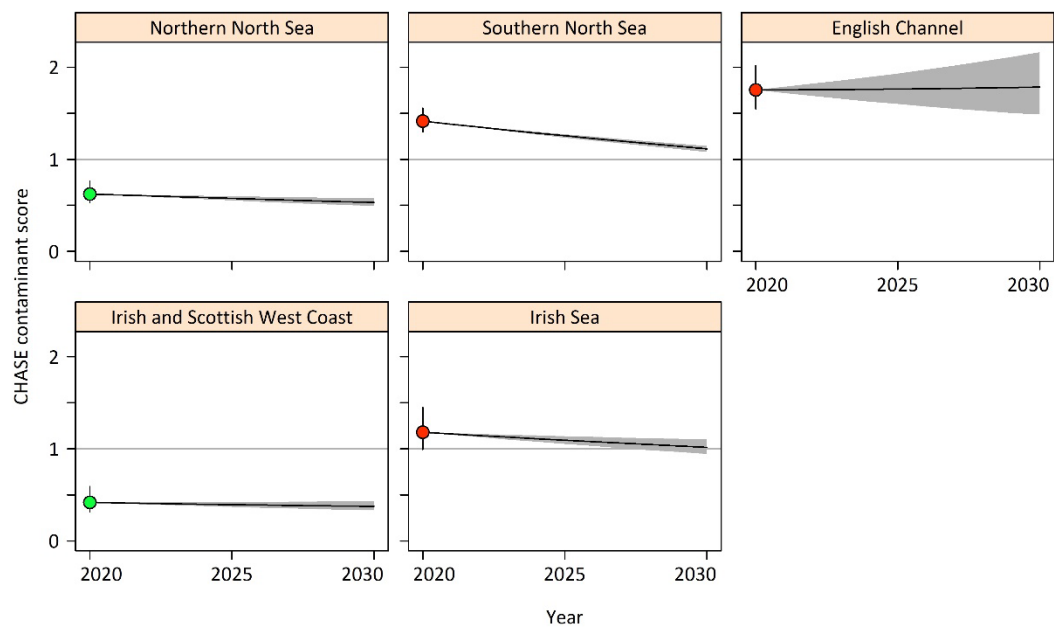 Northern North Sea
Southern North Sea
English Channel
2
1
0
2020
2025
2030
Irish and Scottish West Coast
Irish Sea
2
1
0
2020
2025
2030
2020
2025
2030
CHASE contaminant score
Year